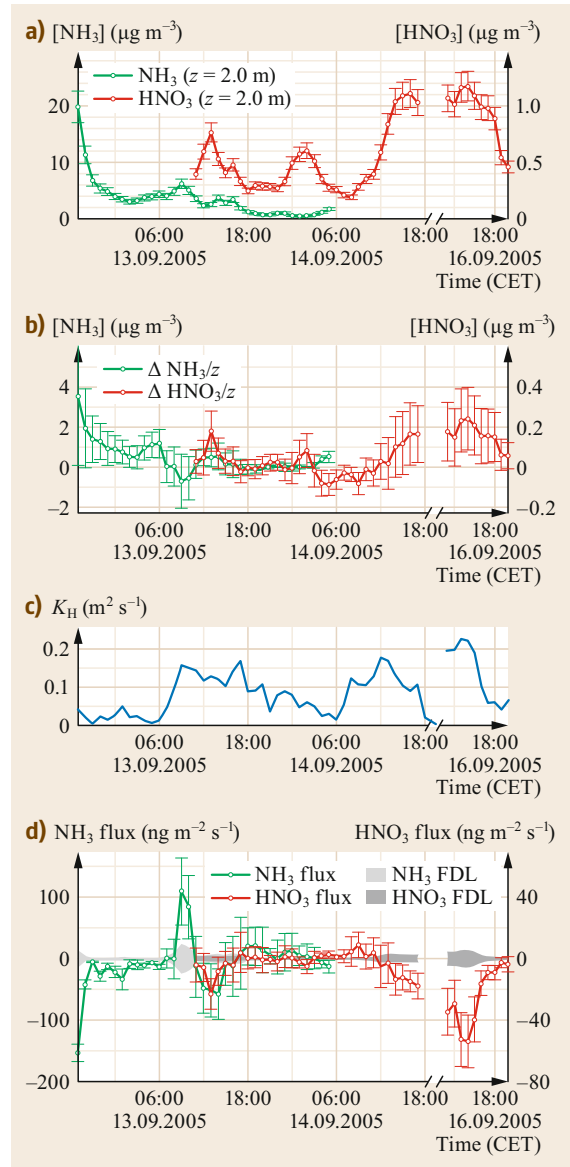 a) [NH₃] (µg m⁻³) [HNO₃] (µg m⁻³)
NH₃ (z = 2.0 m)
HNO₃ (z = 2.0 m)
20 1.0
10 0.5
0 0
06:00 18:00 06:00 18:00 18:00
13.09.2005 14.09.2005 16.09.2005
Time (CET)
b) [NH₃] (µg m⁻³) [HNO₃] (µg m⁻³)
Δ NH₃/z
Δ HNO₃/z
4 0.4
2 0.2
0 0
−2 −0.2
06:00 18:00 06:00 18:00 18:00
13.09.2005 14.09.2005 16.09.2005
Time (CET)
c) K_H (m² s⁻¹)
0.2
0.1
0
06:00 18:00 06:00 18:00 18:00
13.09.2005 14.09.2005 16.09.2005
Time (CET)
d) NH₃ flux (ng m⁻² s⁻¹) HNO₃ flux (ng m⁻² s⁻¹)
NH₃ flux NH₃ FDL
HNO₃ flux HNO₃ FDL
100 40
0 0
−100 −40
−200 −80
06:00 18:00 06:00 18:00 18:00
13.09.2005 14.09.2005 16.09.2005
Time (CET)